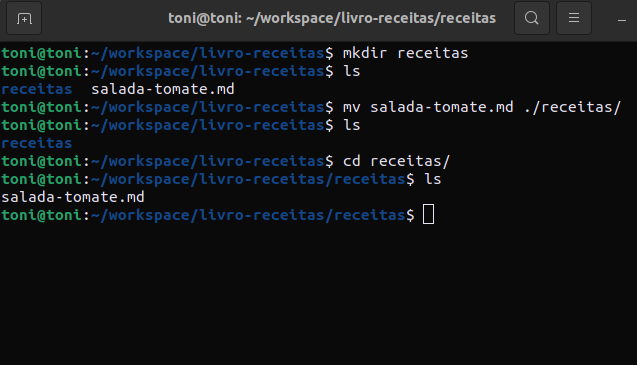 toni@toni: ~/workspace/livro-receitas/receitas
toni@toni:~/workspace/livro-receitas$ mkdir receitas
toni@toni:~/workspace/livro-receitas$ ls
receitas  salada-tomate.md
toni@toni:~/workspace/livro-receitas$ mv salada-tomate.md ./receitas/
toni@toni:~/workspace/livro-receitas$ ls
receitas
toni@toni:~/workspace/livro-receitas$ cd receitas/
toni@toni:~/workspace/livro-receitas/receitas$ ls
salada-tomate.md
toni@toni:~/workspace/livro-receitas/receitas$